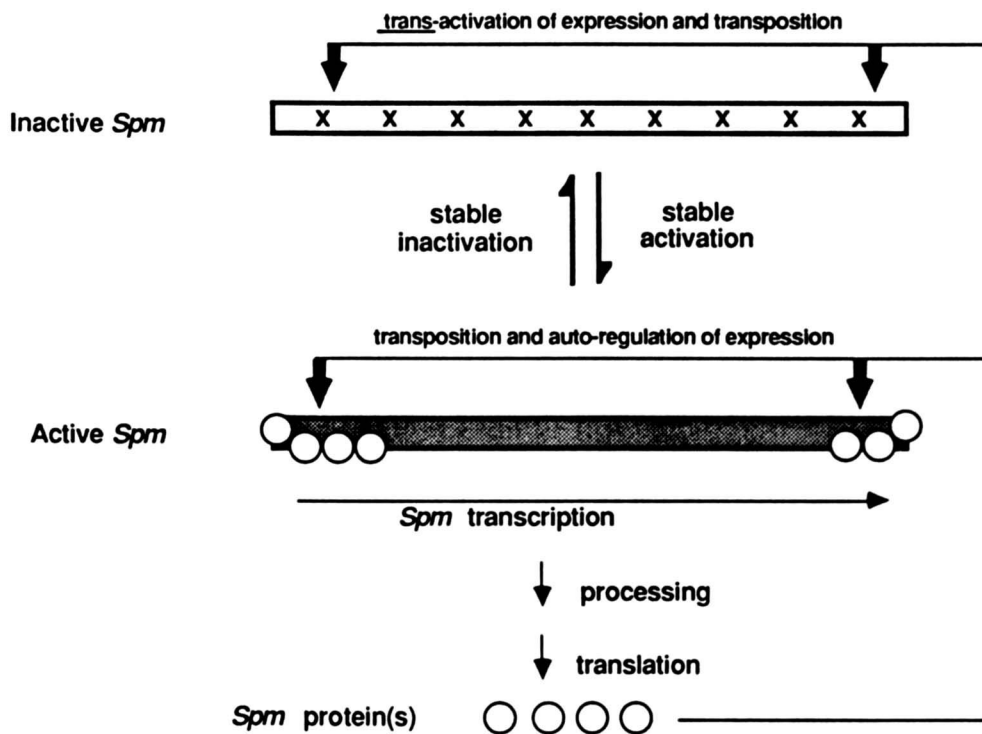 trans-activation of expression and transposition
Inactive Spm
x x x x x x x x x
stable
inactivation
stable
activation
transposition and auto-regulation of expression
Active Spm
Spm transcription
processing
translation
Spm protein(s)